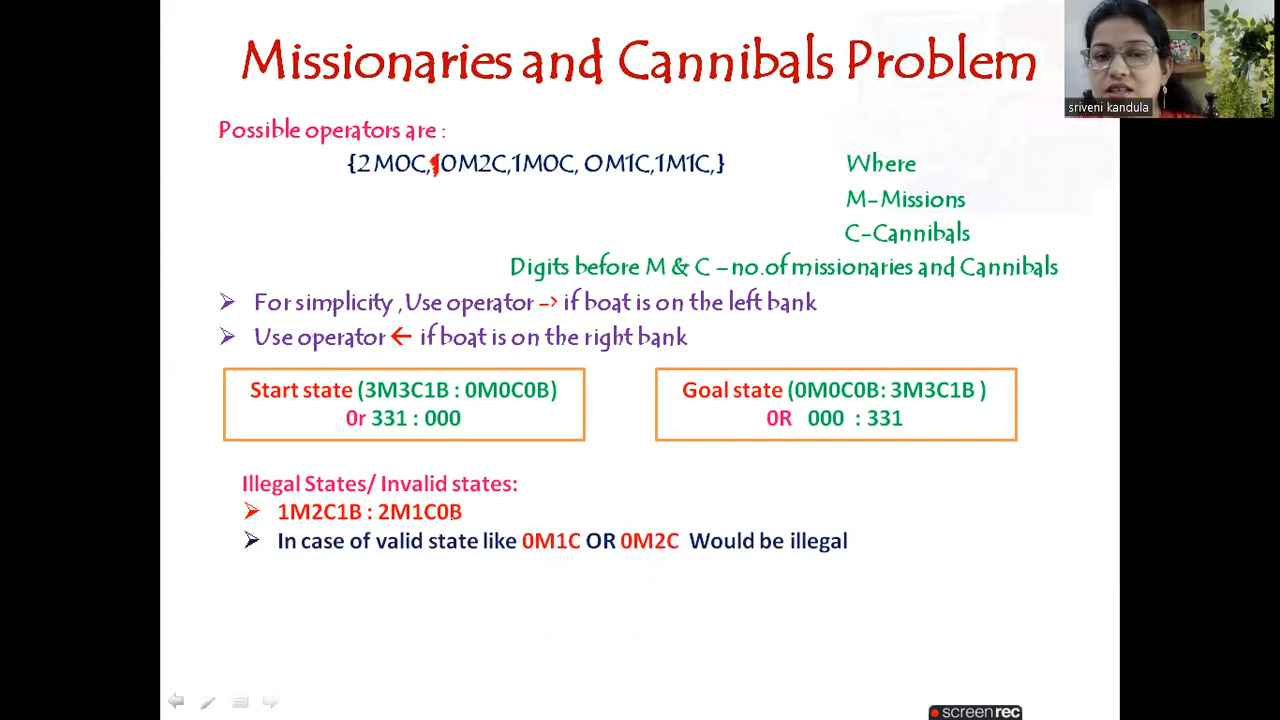 Missionaries and Cannibals Problem
sriveni kandula
Possible operators are :
{2M0C, 0M2C,1M0C, 0M1C,1M1C,}
Where
M-Missions
C-Cannibals
Digits before M & C –no.of missionaries and Cannibals
➢ For simplicity ,Use operator –> if boat is on the left bank
➢ Use operator ← if boat is on the right bank
Start state (3M3C1B : 0M0C0B)
0r 331 : 000
Goal state (0M0C0B: 3M3C1B )
0R 000 : 331
Illegal States/ Invalid states:
➢ 1M2C1B : 2M1C0B
➢ In case of valid state like 0M1C OR 0M2C Would be illegal
screenrec